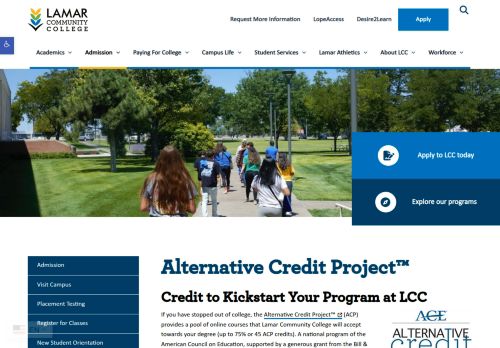 LAMAR
COMMUNITY
COLLEGE
Request More Information LopeAccess Desire2Learn Apply
Academics Admission Paying For College Campus Life Student Services Lamar Athletics About LCC Workforce
Apply to LCC today
Explore our programs
Admission
Visit Campus
Placement Testing
Register for Classes
New Student Orientation
Alternative Credit Project™
Credit to Kickstart Your Program at LCC
If you have stopped out of college, the Alternative Credit Project™ (ACP)
provides a pool of online courses that Lamar Community College will accept
towards your degree (up to 75% or 45 ACP credits). A national program of the
American Council on Education, supported by a generous grant from the Bill &
ACE
ALTERNATIVE
credit